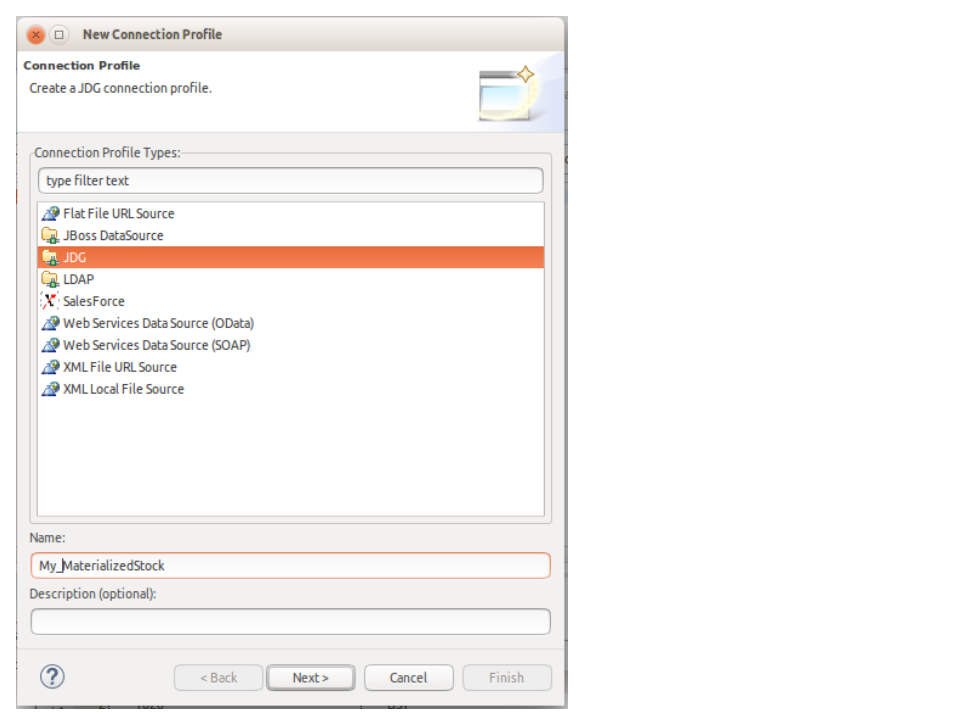 New Connection Profile
Connection Profile
Create a JDG connection profile.
Connection Profile Types:
type filter text
Flat File URL Source
JBoss DataSource
JDG
LDAP
SalesForce
Web Services Data Source (OData)
Web Services Data Source (SOAP)
XML File URL Source
XML Local File Source
Name:
My_MaterializedStock
Description (optional):
< Back Next > Cancel Finish